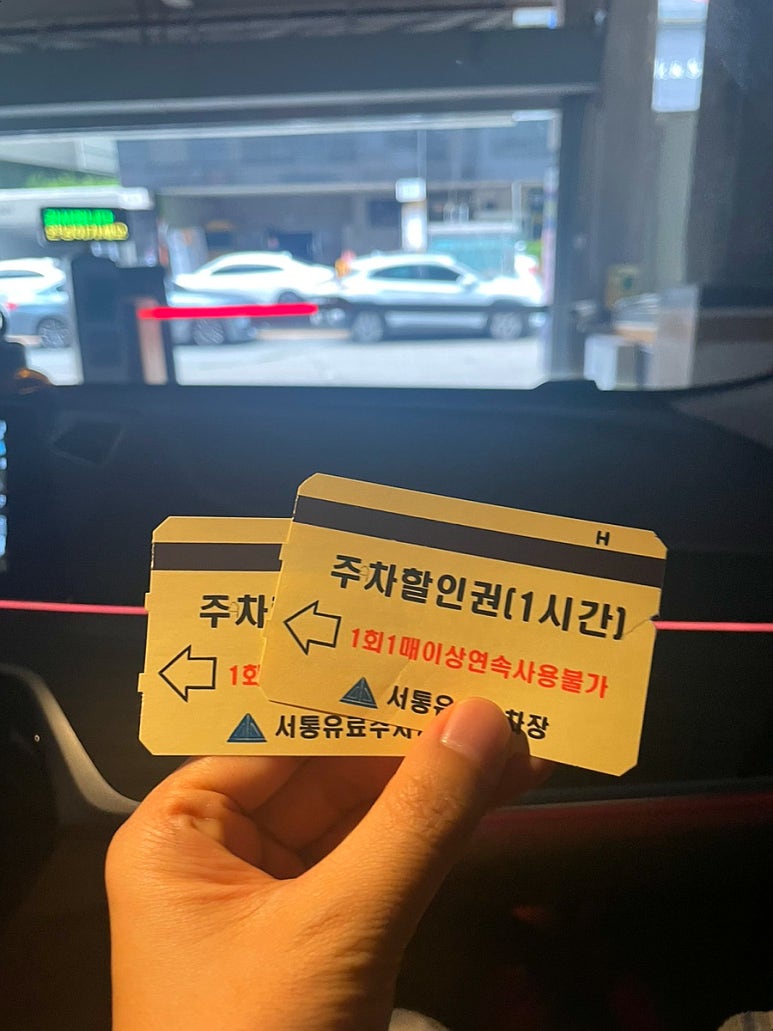 H
주차할인권(1시간)
1회1매이상연속사용불가
서통유 차장
주차
1회
서통유료주차